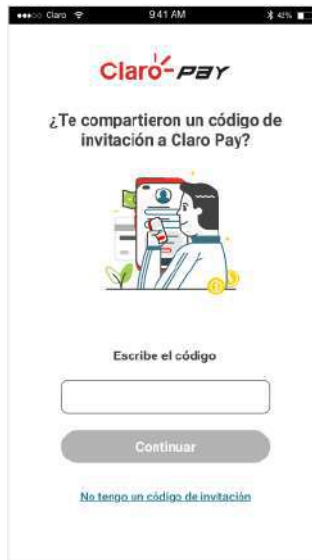 Claro 9:41 AM 42%
Claro-pay
¿Te compartieron un código de
invitación a Claro Pay?
Escribe el código
Continuar
No tengo un código de invitación